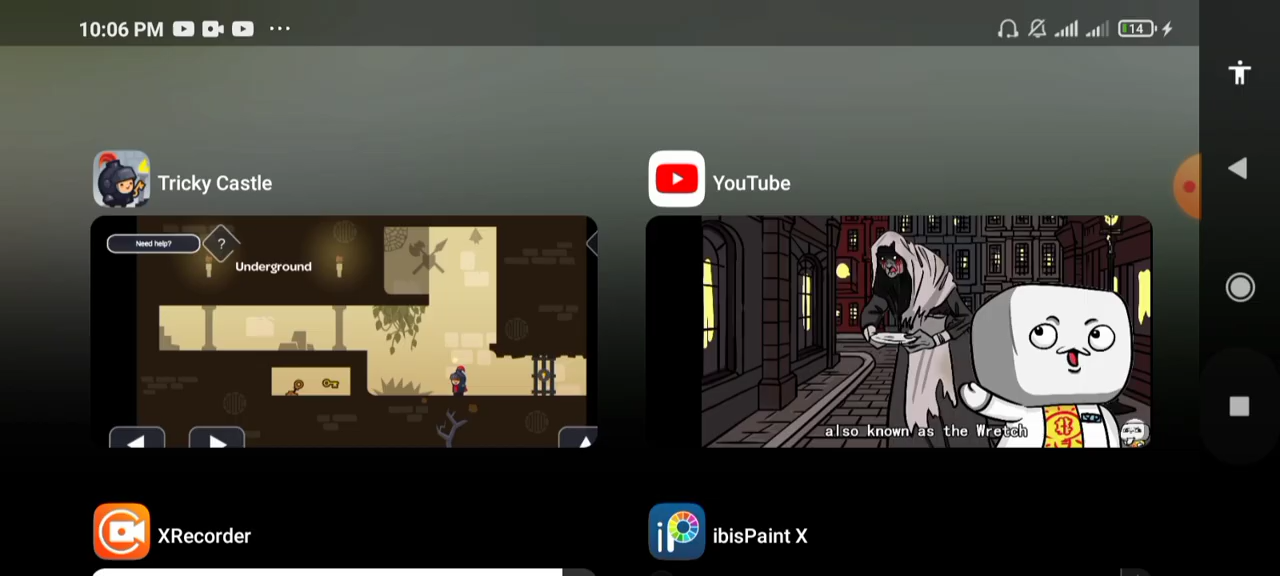 10:06 PM
14
Tricky Castle
YouTube
Need help?
?
Underground
also known as the Wretch
XRecorder
ibisPaint X